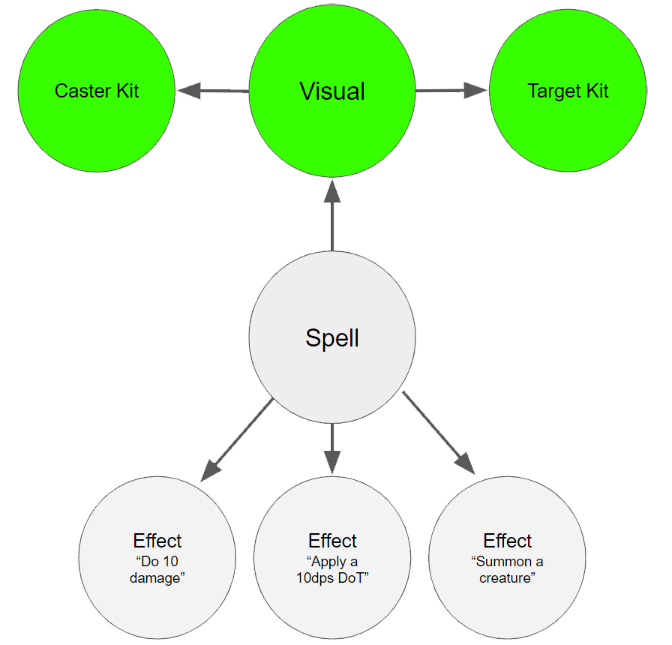 Caster Kit
Visual
Target Kit
Spell
Effect
“Do 10
damage”
Effect
“Apply a
10dps DoT”
Effect
“Summon a
creature”